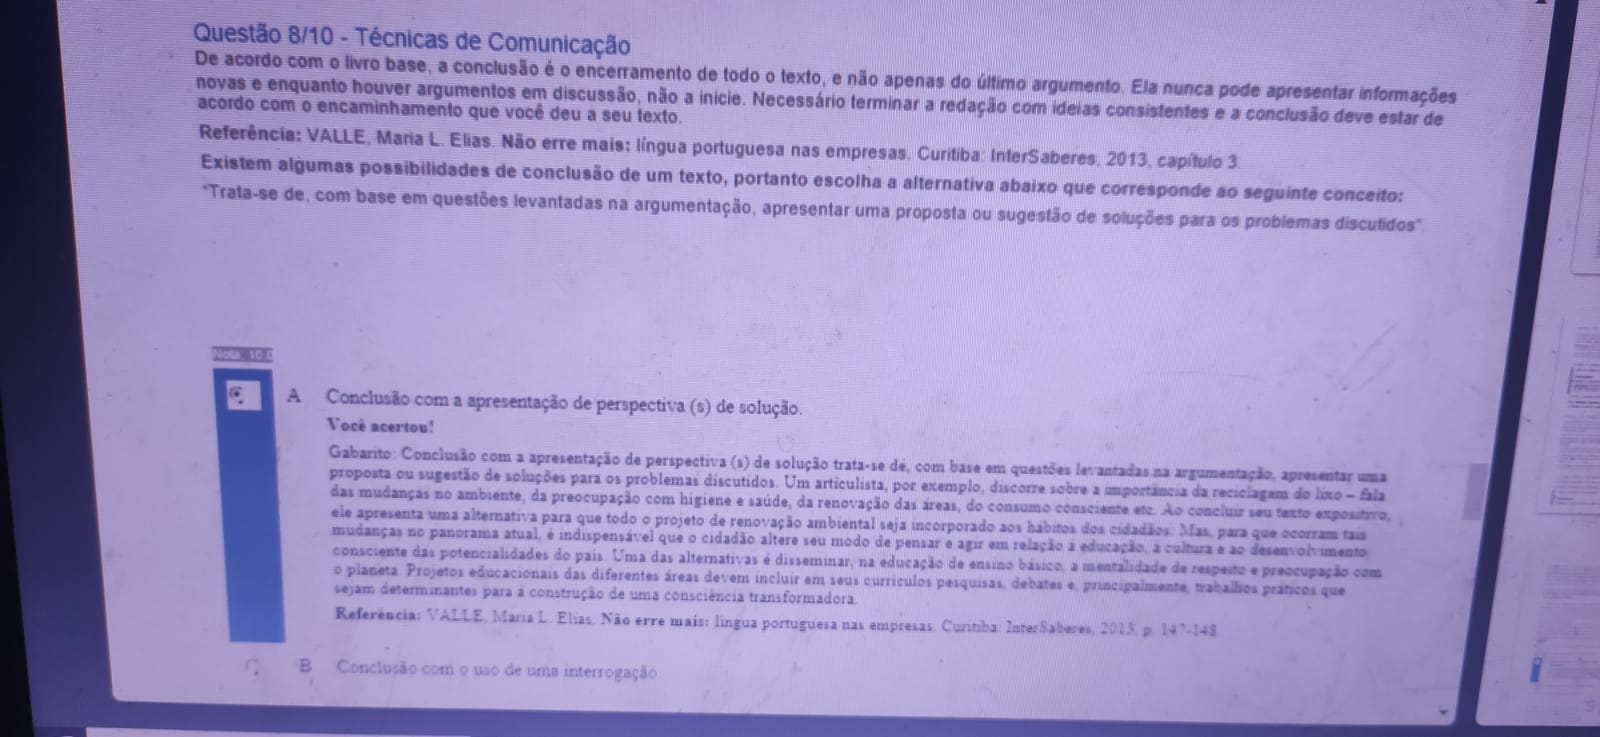 Questão 8/10 - Técnicas de Comunicação
De acordo com o livro base, a conclusão é o encerramento de todo o texto, e não apenas do último argumento. Ela nunca pode apresentar informações
novas e enquanto houver argumentos em discussão, não a inicie. Necessário terminar a redação com ideias consistentes e a conclusão deve estar de
acordo com o encaminhamento que você deu a seu texto.
Referência: VALLE, Maria L. Elias. Não erre mais: língua portuguesa nas empresas. Curitiba: InterSaberes, 2013, capítulo 3.
Existem algumas possibilidades de conclusão de um texto, portanto escolha a alternativa abaixo que corresponde ao seguinte conceito:
"Trata-se de, com base em questões levantadas na argumentação, apresentar uma proposta ou sugestão de soluções para os problemas discutidos".
Nota: 10.0
A Conclusão com a apresentação de perspectiva (s) de solução.
Você acertou!
Gabarito: Conclusão com a apresentação de perspectiva (s) de solução trata-se de, com base em questões levantadas na argumentação, apresentar uma
proposta ou sugestão de soluções para os problemas discutidos. Um articulista, por exemplo, discorre sobre a importância da reciclagem do lixo – fala
das mudanças no ambiente, da preocupação com higiene e saúde, da renovação das áreas, do consumo consciente etc. Ao concluir seu texto expositivo,
ele apresenta uma alternativa para que todo o projeto de renovação ambiental seja incorporado aos hábitos dos cidadãos: Mas, para que ocorram tais
mudanças no panorama atual, é indispensável que o cidadão altere seu modo de pensar e agir em relação à educação, à cultura e ao desenvolvimento
consciente das potencialidades do país. Uma das alternativas é disseminar, na educação de ensino básico, a mentalidade de respeito e preocupação com
o planeta. Projetos educacionais das diferentes áreas devem incluir em seus currículos pesquisas, debates e, principalmente, trabalhos práticos que
sejam determinantes para a construção de uma consciência transformadora.
Referência: VALLE, Maria L. Elias. Não erre mais: língua portuguesa nas empresas. Curitiba: InterSaberes, 2013, p. 147-148.
B Conclusão com o uso de uma interrogação.